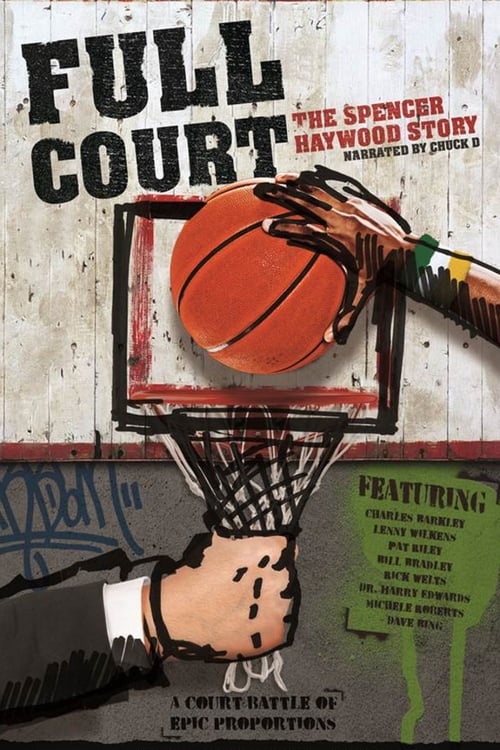 FULL
COURT
THE SPENCER
HAYWOOD STORY
NARRATED BY CHUCK D
FEATURING
CHARLES BARKLEY
LENNY WILKENS
PAT RILEY
BILL BRADLEY
RICK WELTS
DR. HARRY EDWARDS
MICHELE ROBERTS
DAVE BING
A COURT BATTLE OF
EPIC PROPORTIONS